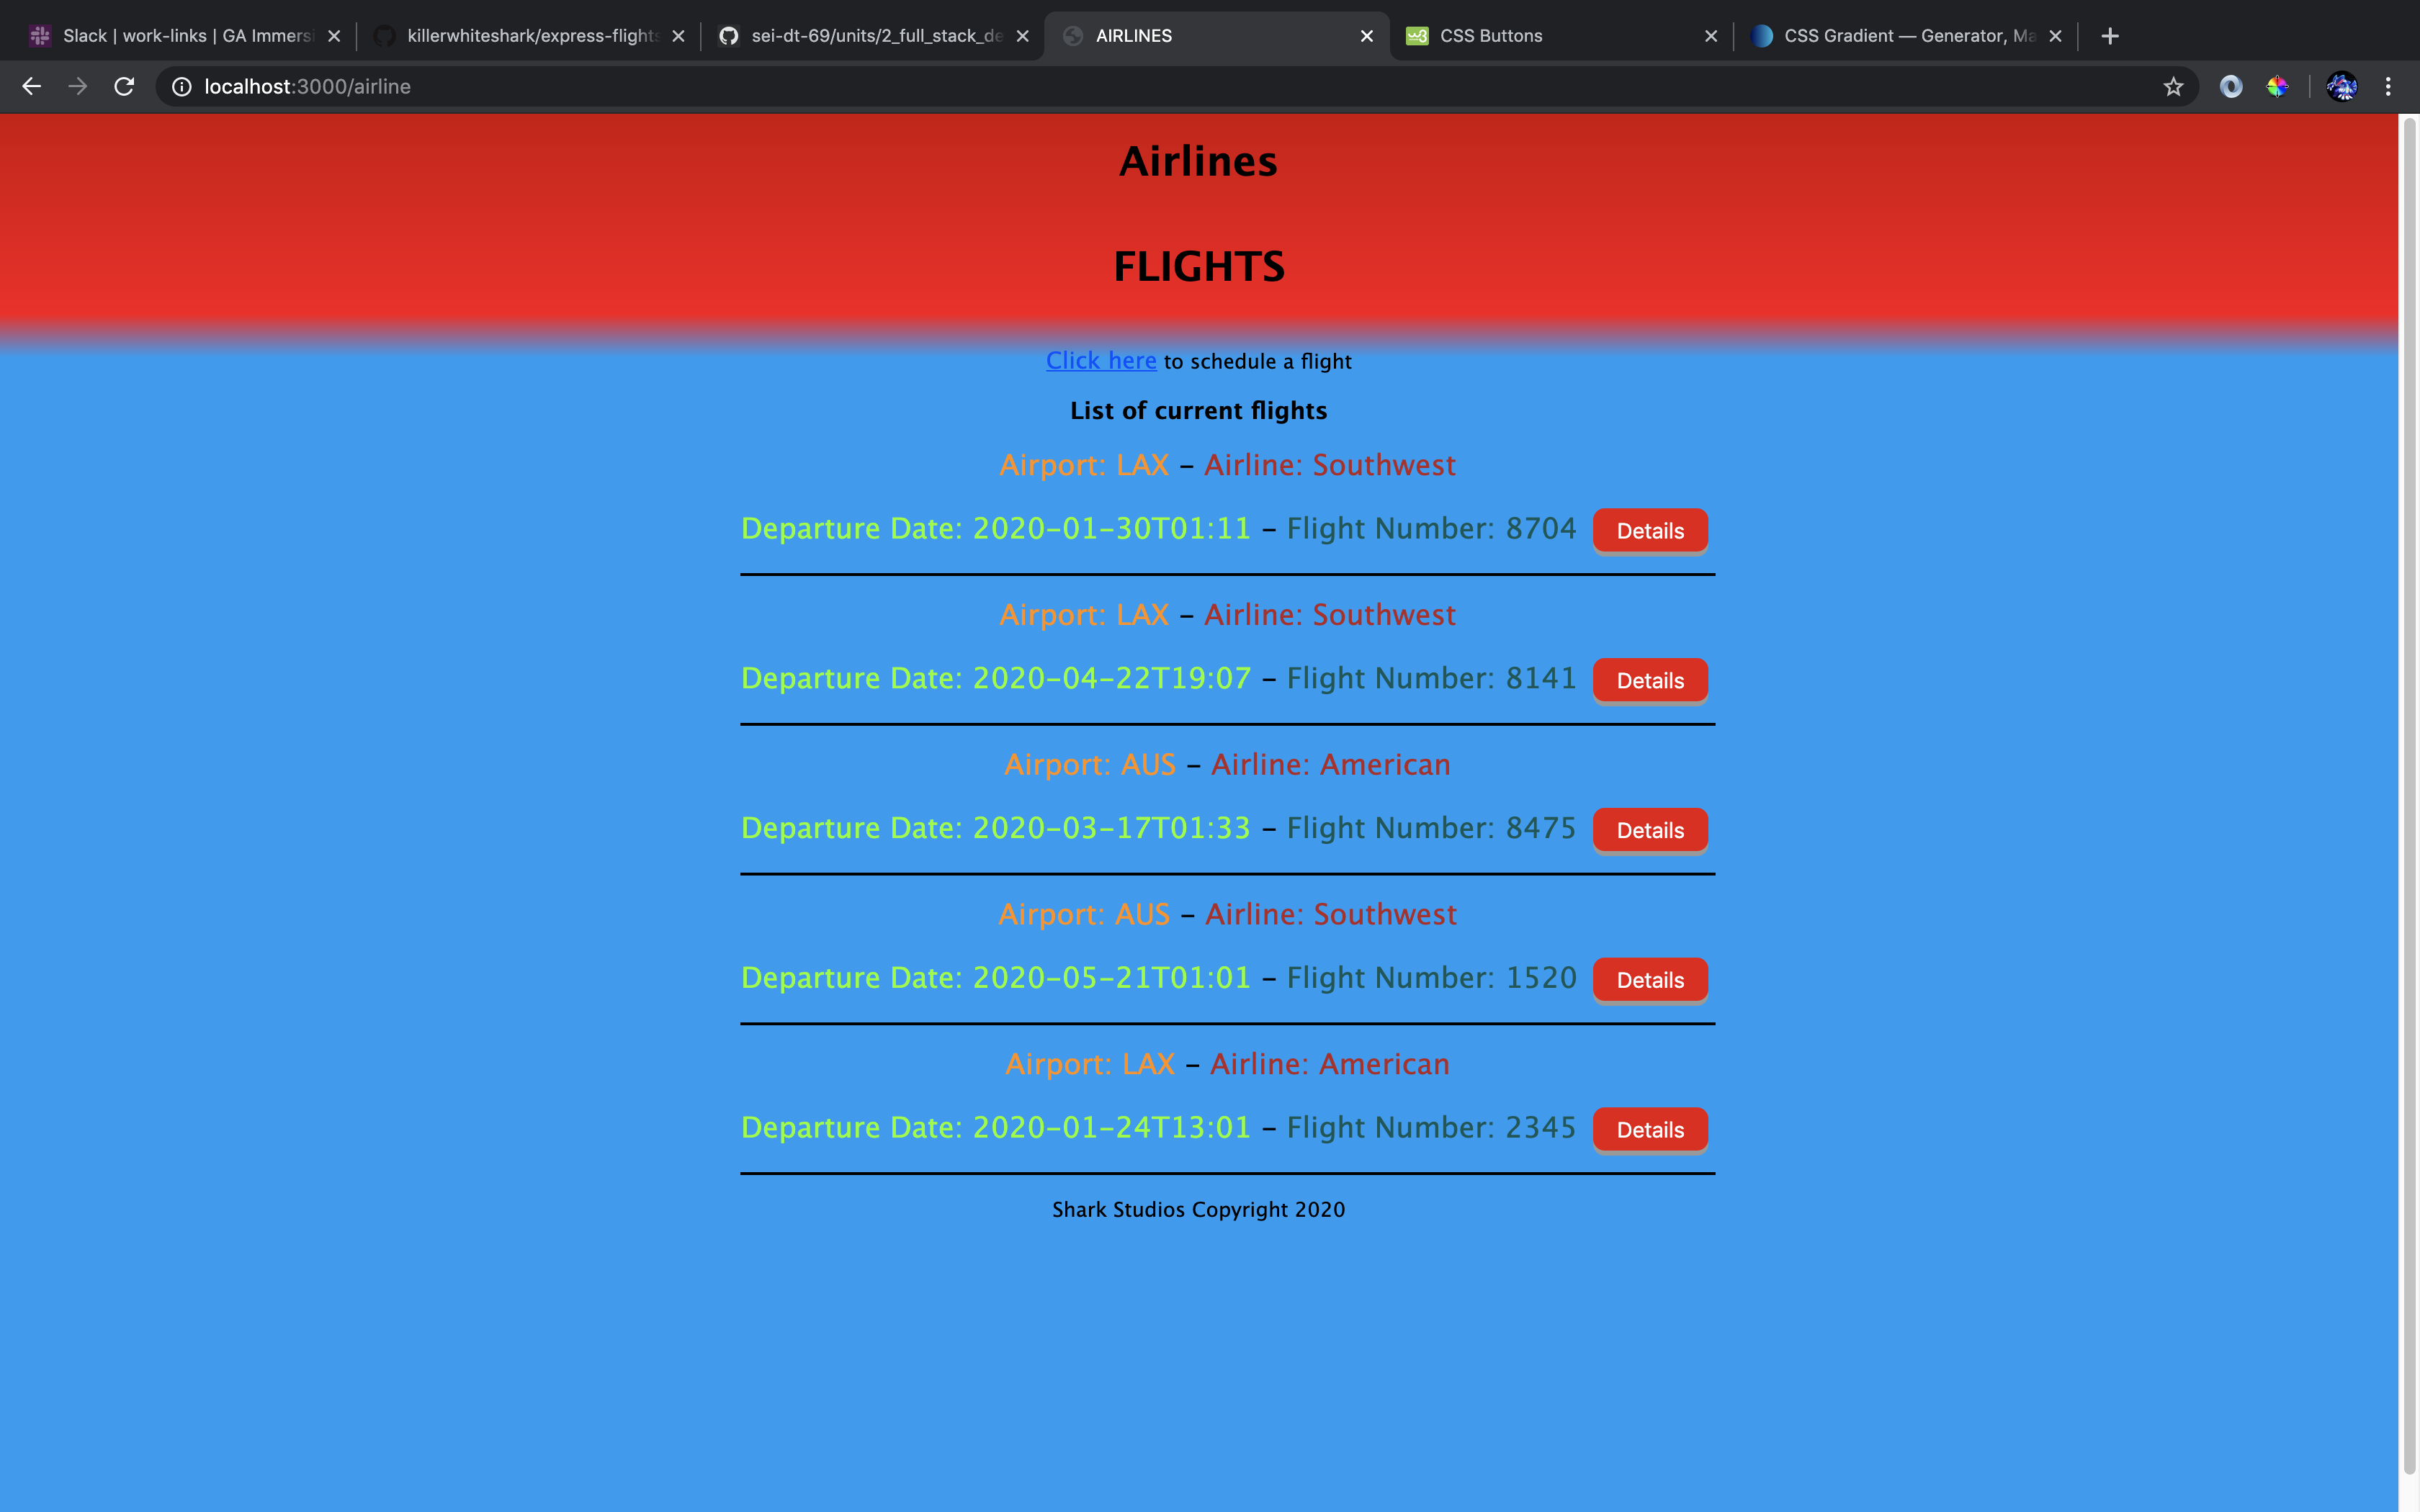 Slack | work-links | GA Immersi
killerwhiteshark/express-flights
sei-dt-69/units/2_full_stack_de
AIRLINES
CSS Buttons
CSS Gradient — Generator, Ma
localhost:3000/airline
Airlines
FLIGHTS
Click here to schedule a flight
List of current flights
Airport: LAX - Airline: Southwest
Departure Date: 2020-01-30T01:11 - Flight Number: 8704 Details
Airport: LAX - Airline: Southwest
Departure Date: 2020-04-22T19:07 - Flight Number: 8141 Details
Airport: AUS - Airline: American
Departure Date: 2020-03-17T01:33 - Flight Number: 8475 Details
Airport: AUS - Airline: Southwest
Departure Date: 2020-05-21T01:01 - Flight Number: 1520 Details
Airport: LAX - Airline: American
Departure Date: 2020-01-24T13:01 - Flight Number: 2345 Details
Shark Studios Copyright 2020